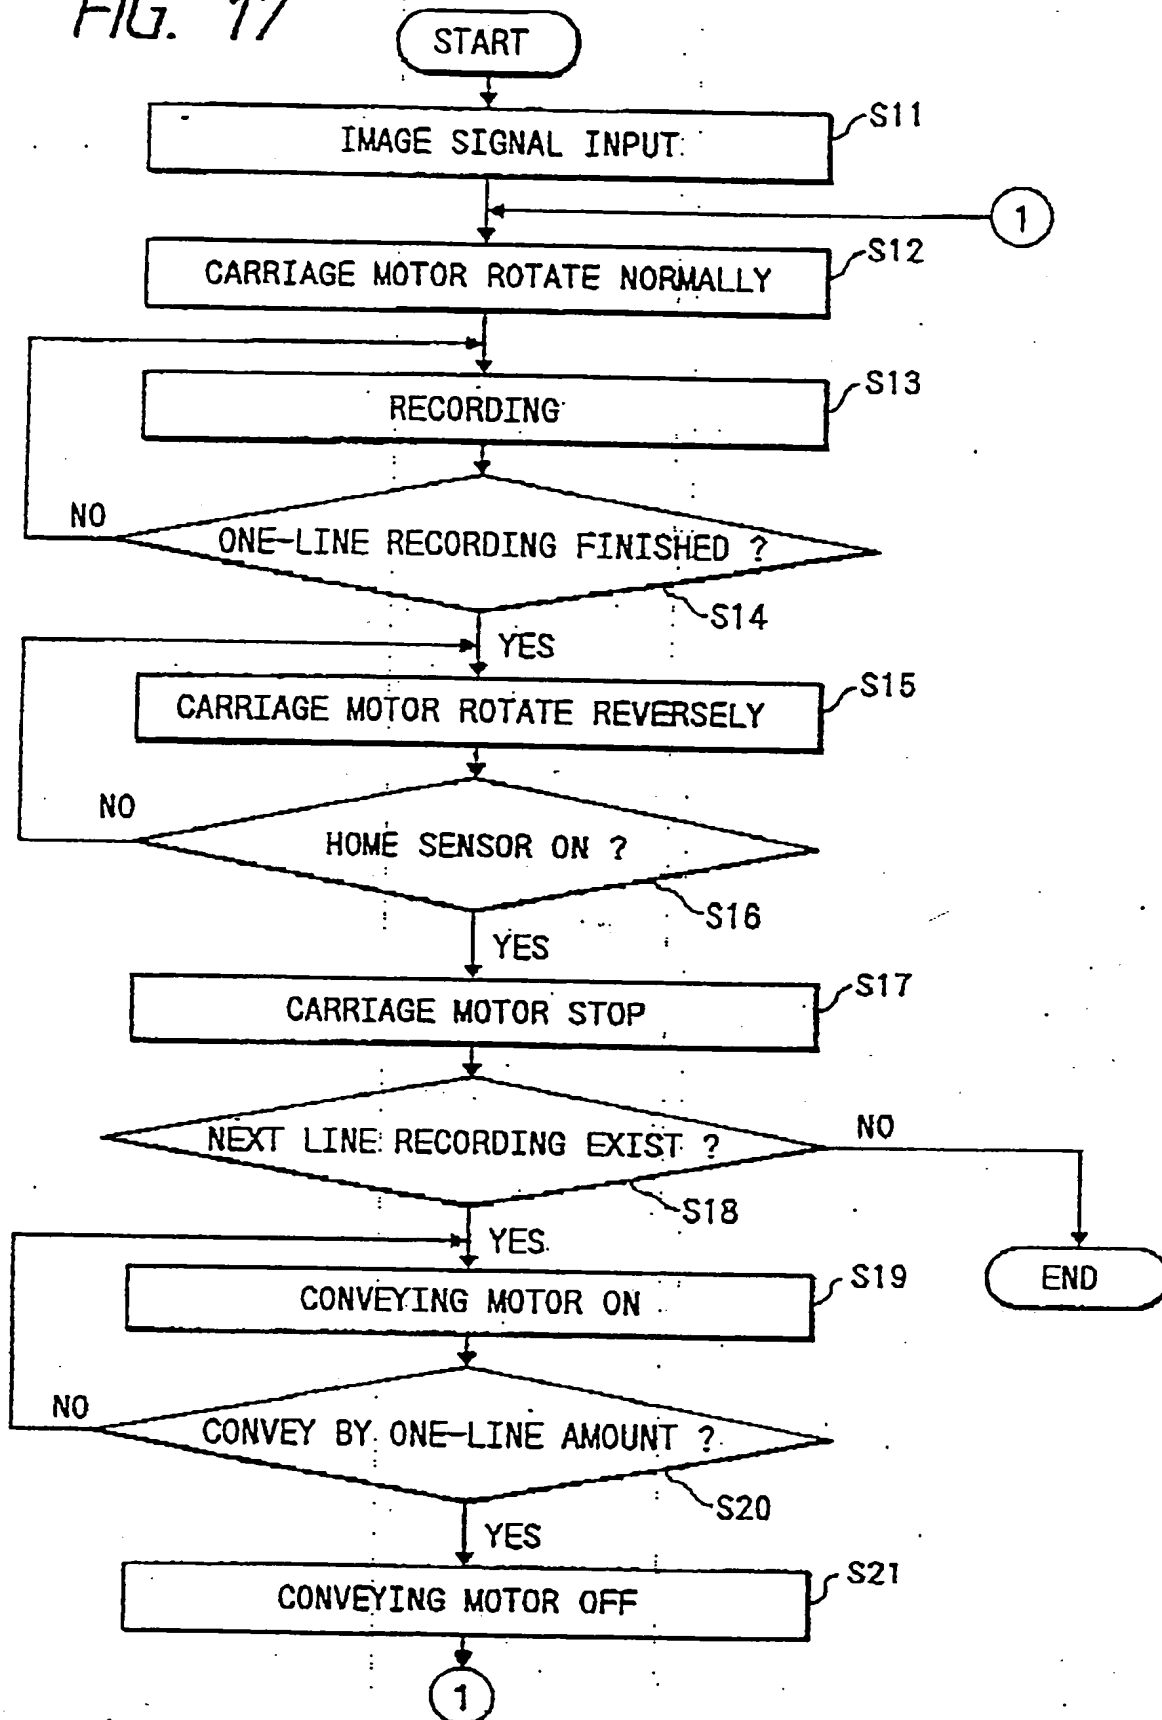 FIG. 17
START
IMAGE SIGNAL INPUT
S11
1
CARRIAGE MOTOR ROTATE NORMALLY
S12
RECORDING
S13
NO
ONE-LINE RECORDING FINISHED ?
S14
YES
CARRIAGE MOTOR ROTATE REVERSELY
S15
NO
HOME SENSOR ON ?
S16
YES
CARRIAGE MOTOR STOP
S17
NEXT LINE RECORDING EXIST ?
NO
S18
YES
END
CONVEYING MOTOR ON
S19
NO
CONVEY BY ONE-LINE AMOUNT ?
S20
YES
CONVEYING MOTOR OFF
S21
1